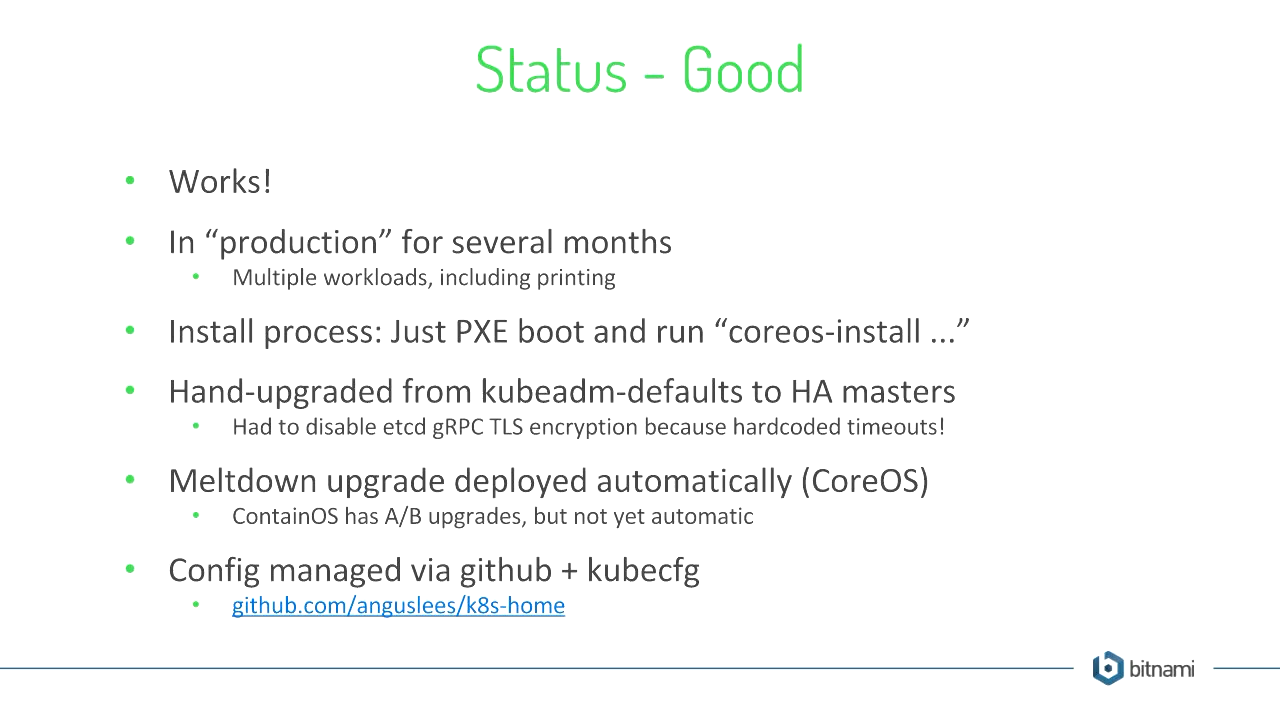 Status - Good
• Works!
• In “production” for several months
• Multiple workloads, including printing
• Install process: Just PXE boot and run “coreos-install ...”
• Hand-upgraded from kubeadm-defaults to HA masters
• Had to disable etcd gRPC TLS encryption because hardcoded timeouts!
• Meltdown upgrade deployed automatically (CoreOS)
• ContainOS has A/B upgrades, but not yet automatic
• Config managed via github + kubecfg
• github.com/anguslees/k8s-home
bitnami